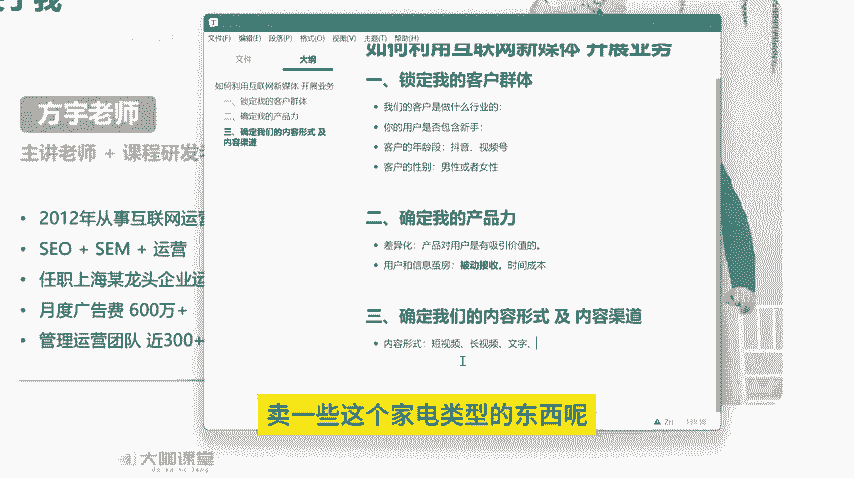 方宇老师
主讲老师 + 课程研发
• 2012年从事互联网运营
• SEO + SEM + 运营
• 任职上海某龙头企业运
• 月度广告费 600万+
• 管理运营团队 近300+
文件(F) 编辑(E) 段落(P) 格式(O) 视图(V) 主题(T) 帮助(H)
文件 大纲
如何利用互联网新媒体 开展业务
一、锁定我的客户群体
二、确定我的产品力
三、确定我们的内容形式 及
内容渠道
如何利用互联网新媒体 开展业务
一、锁定我的客户群体
• 我们的客户是做什么行业的:
• 你的用户是否包含新手:
• 客户的年龄段: 抖音、视频号
• 客户的性别: 男性或者女性
二、确定我的产品力
• 差异化: 产品对用户是有吸引价值的。
• 用户和信息茧房: 被动接收, 时间成本
三、确定我们的内容形式 及 内容渠道
• 内容形式: 短视频、长视频、文字、
卖一些这个家电类型的东西呢
大咖课堂